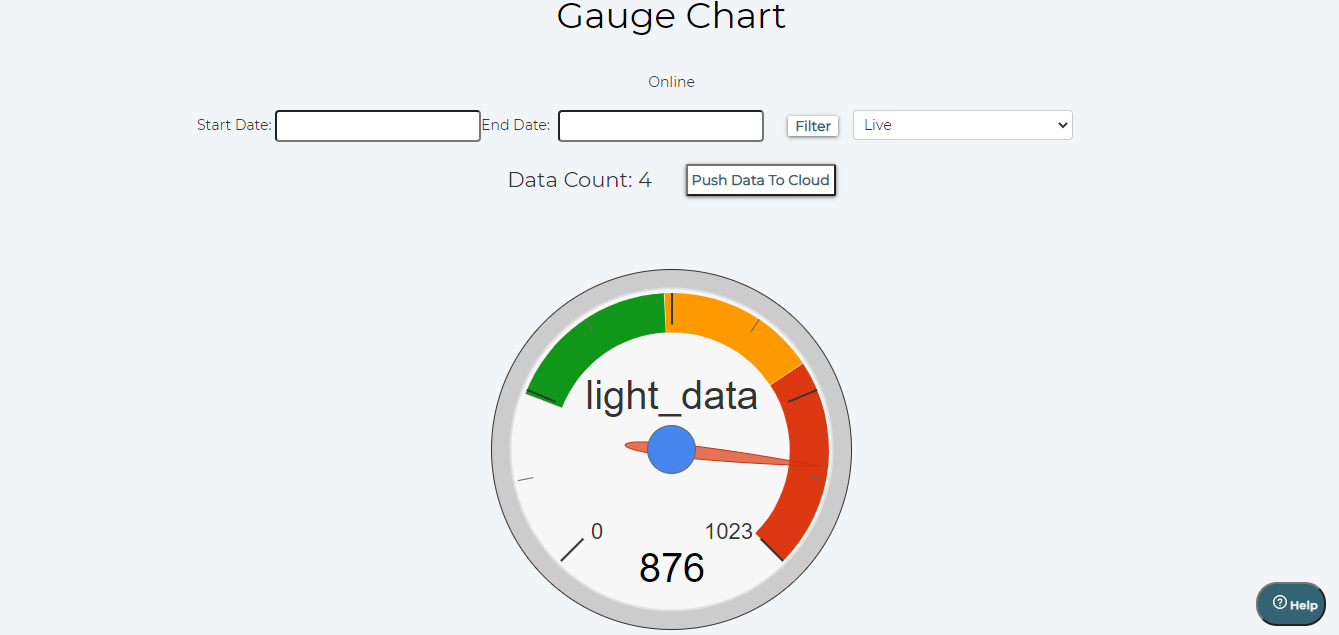 Gauge Chart
Online
Start Date: End Date: Filter Live
Data Count: 4 Push Data To Cloud
light_data
0 1023
876
Help